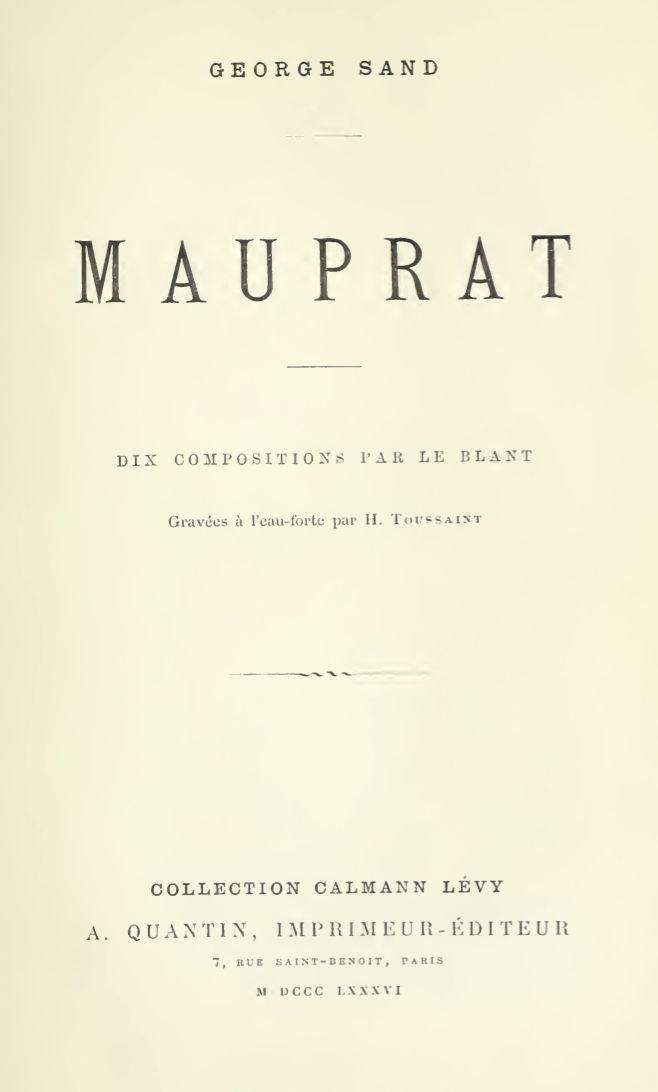 GEORGE SAND
MAUPRAT
DIX COMPOSITIONS PAR LE BLANT
Gravées à l'eau-forte par H. TOUSSAINT
COLLECTION CALMANN LÉVY
A. QUANTIN, IMPRIMEUR-ÉDITEUR
7, RUE SAINT-BENOIT, PARIS
M DCCC LXXXVI